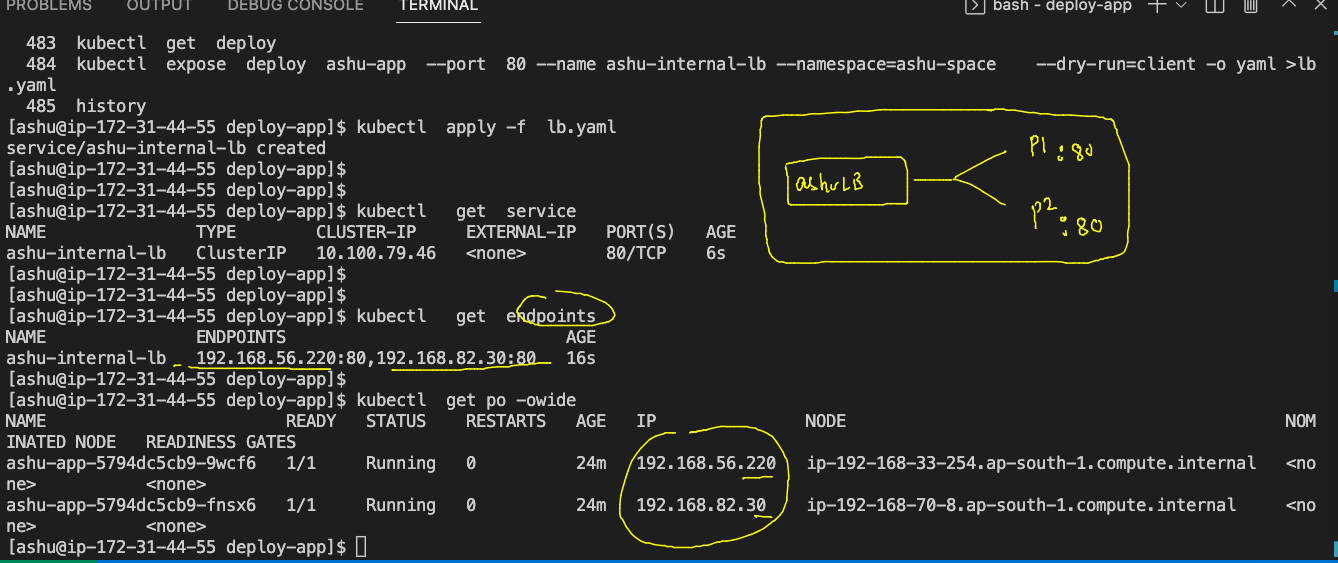 PROBLEMS OUTPUT DEBUG CONSOLE TERMINAL bash - deploy-app
483 kubectl get deploy
484 kubectl expose deploy ashu-app --port 80 --name ashu-internal-lb --namespace=ashu-space --dry-run=client -o yaml >lb
.yaml
485 history
[ashu@ip-172-31-44-55 deploy-app]$ kubectl apply -f lb.yaml
service/ashu-internal-lb created
[ashu@ip-172-31-44-55 deploy-app]$
[ashu@ip-172-31-44-55 deploy-app]$
[ashu@ip-172-31-44-55 deploy-app]$ kubectl get service
NAME TYPE CLUSTER-IP EXTERNAL-IP PORT(S) AGE
ashu-internal-lb ClusterIP 10.100.79.46 <none> 80/TCP 6s
[ashu@ip-172-31-44-55 deploy-app]$
[ashu@ip-172-31-44-55 deploy-app]$
[ashu@ip-172-31-44-55 deploy-app]$ kubectl get endpoints
NAME ENDPOINTS AGE
ashu-internal-lb 192.168.56.220:80,192.168.82.30:80 16s
[ashu@ip-172-31-44-55 deploy-app]$
[ashu@ip-172-31-44-55 deploy-app]$ kubectl get po -owide
NAME READY STATUS RESTARTS AGE IP NODE NOM
INATED NODE READINESS GATES
ashu-app-5794dc5cb9-9wcf6 1/1 Running 0 24m 192.168.56.220 ip-192-168-33-254.ap-south-1.compute.internal <no
ne> <none>
ashu-app-5794dc5cb9-fnsx6 1/1 Running 0 24m 192.168.82.30 ip-192-168-70-8.ap-south-1.compute.internal <no
ne> <none>
[ashu@ip-172-31-44-55 deploy-app]$
ashuLB
P1:80
P2:80